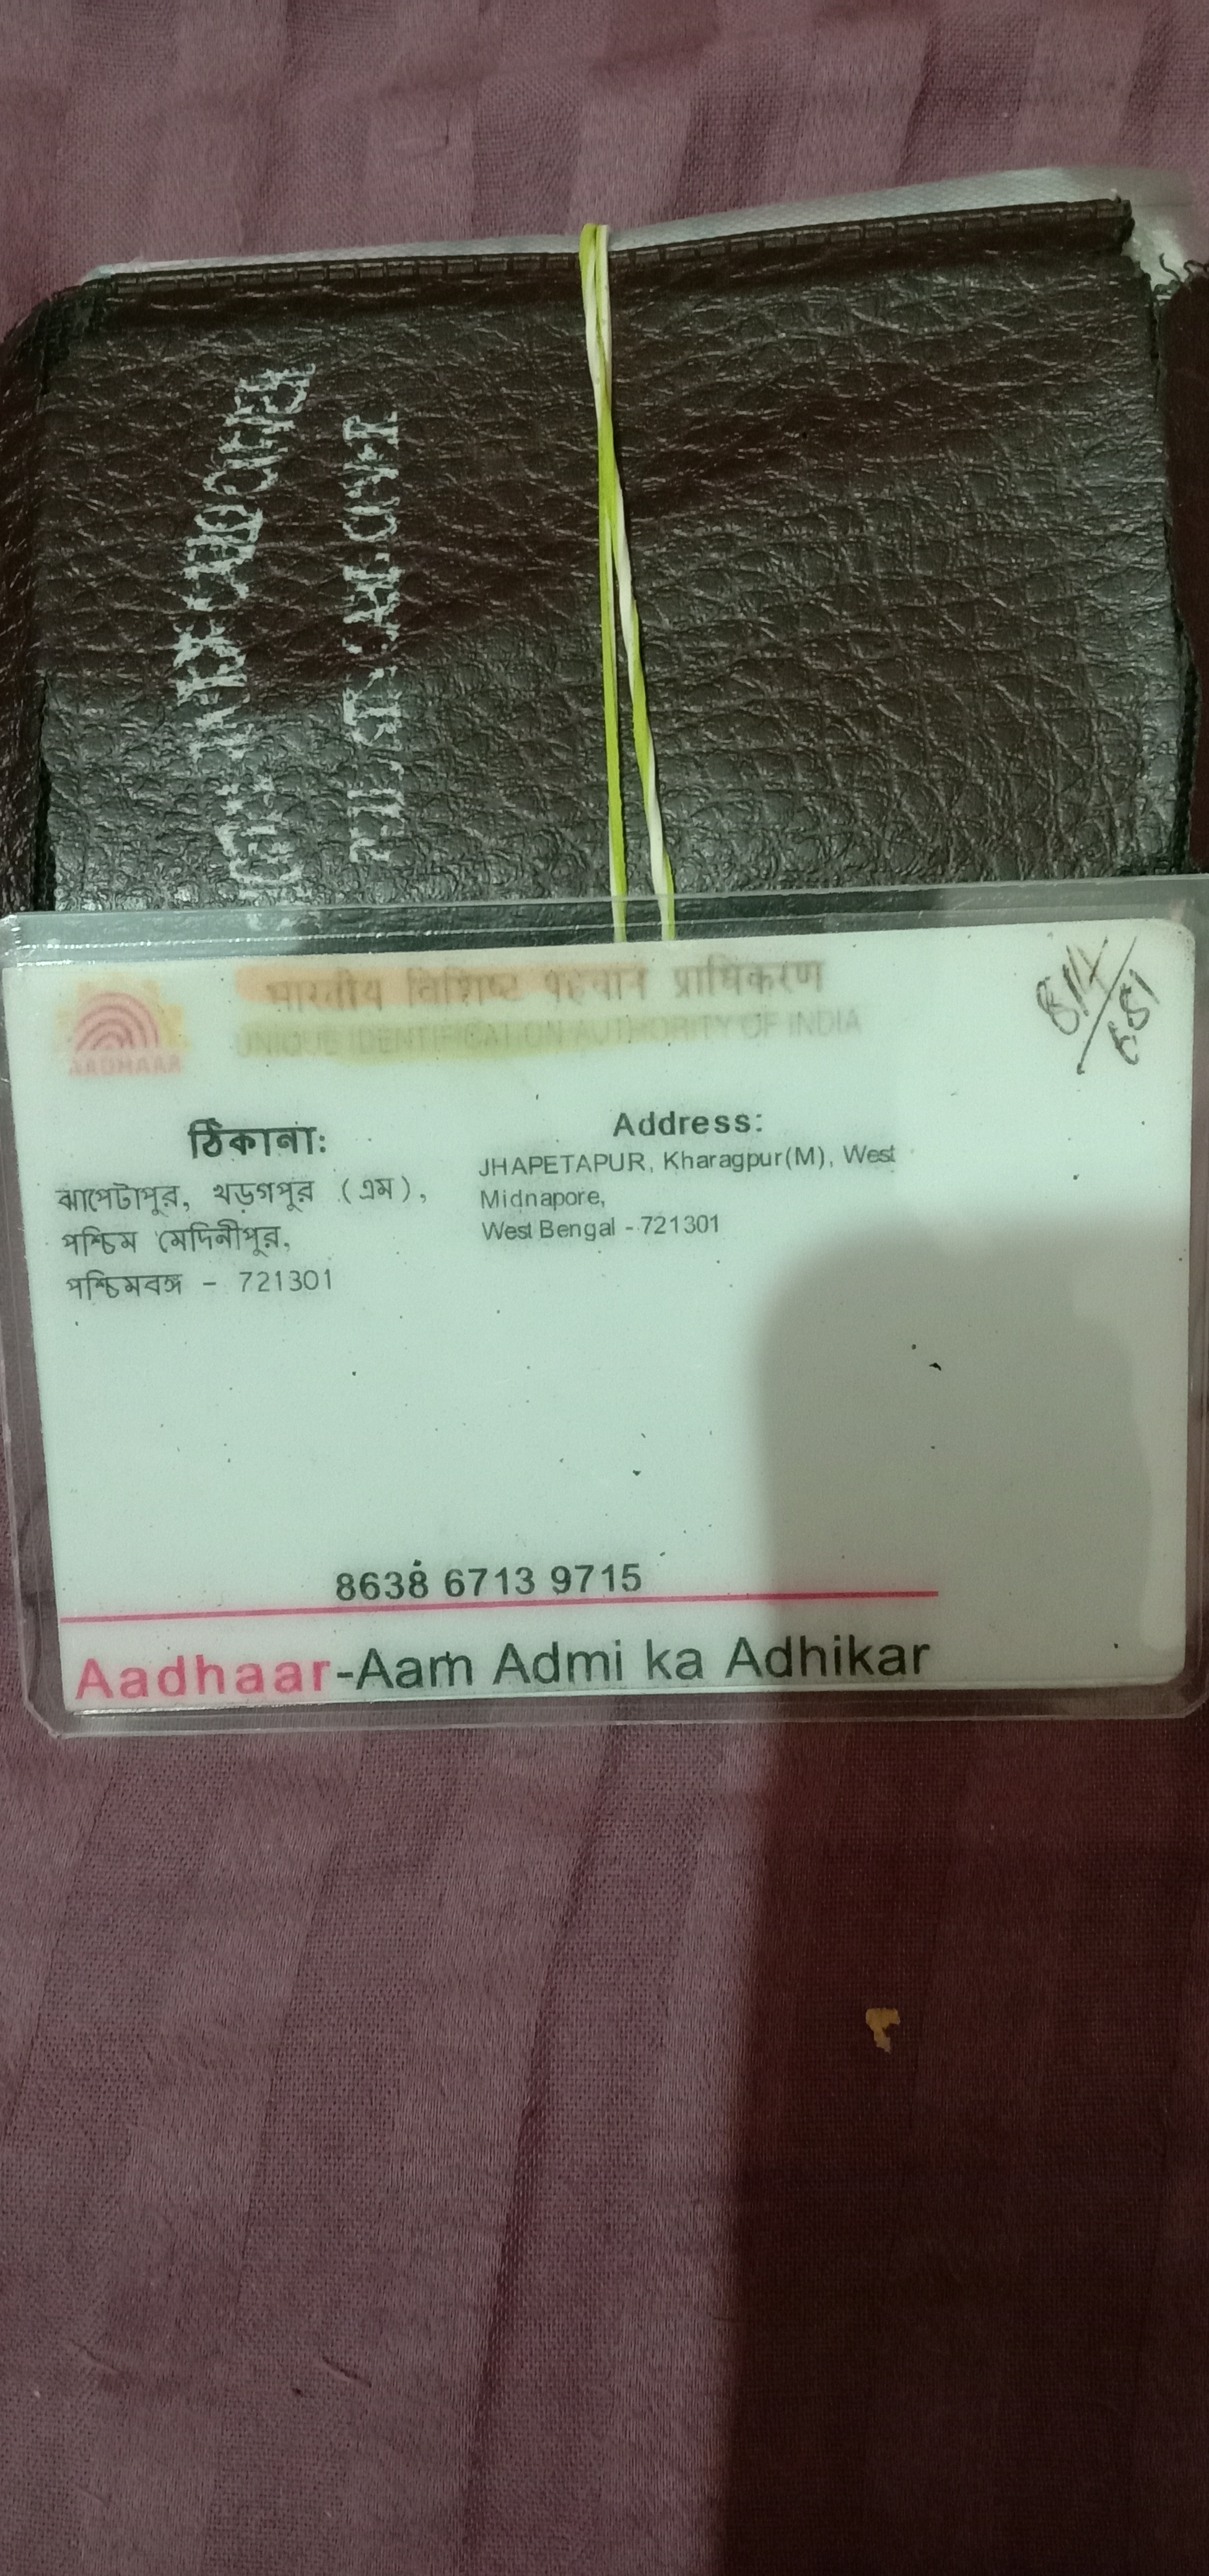 भारतीय विशिष्ट पहचान प्राधिकरण
UNIQUE IDENTIFICATION AUTHORITY OF INDIA
AADHAAR
ঠিকানা:
ঝাপেটাপুর, খড়গপুর (এম),
পশ্চিম মেদিনীপুর,
পশ্চিমবঙ্গ - 721301
Address:
JHAPETAPUR, Kharagpur(M), West
Midnapore,
West Bengal - 721301
8638 6713 9715
Aadhaar-Aam Admi ka Adhikar